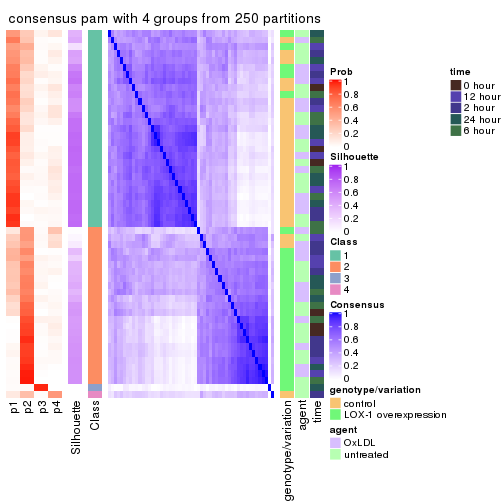 consensus pam with 4 groups from 250 partitions
p1
p2
p3
p4
Silhouette
Class
genotype/variation
agent
time
Prob
1
0.8
0.6
0.4
0.2
0
Silhouette
1
0.8
0.6
0.4
0.2
0
Class
1
2
3
4
Consensus
1
0.8
0.6
0.4
0.2
0
genotype/variation
control
LOX-1 overexpression
agent
OxLDL
untreated
time
0 hour
12 hour
2 hour
24 hour
6 hour